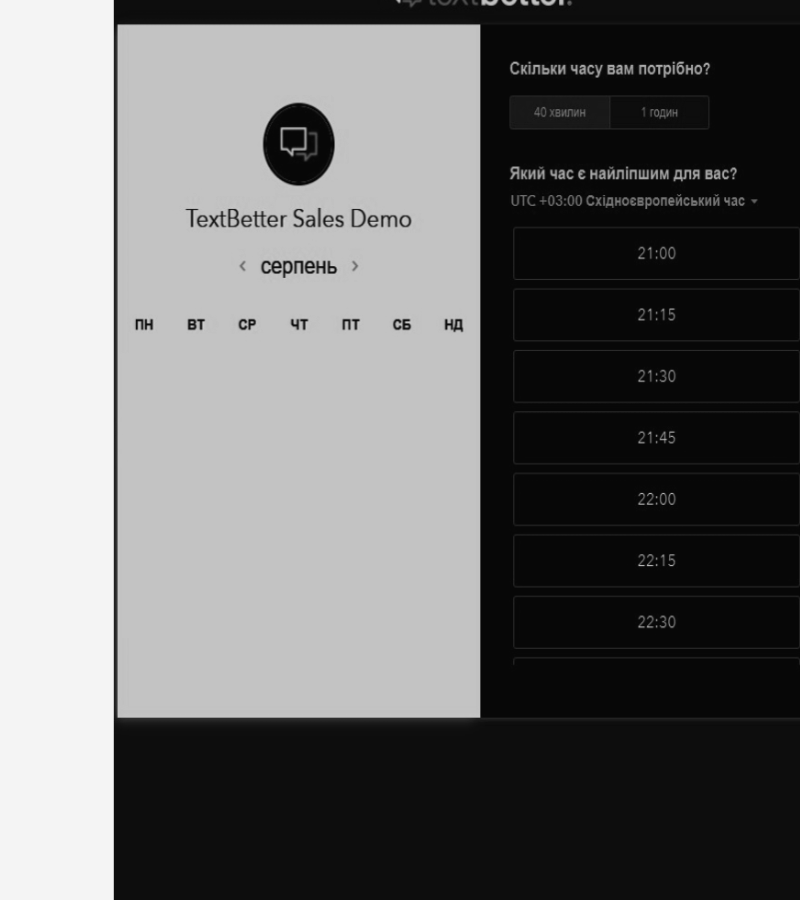 textbetter.
TextBetter Sales Demo
‹ серпень ›
ПН ВТ СР ЧТ ПТ СБ НД
Скільки часу вам потрібно?
40 хвилин 1 годин
Який час є найліпшим для вас?
UTC +03:00 Східноєвропейський час
21:00
21:15
21:30
21:45
22:00
22:15
22:30